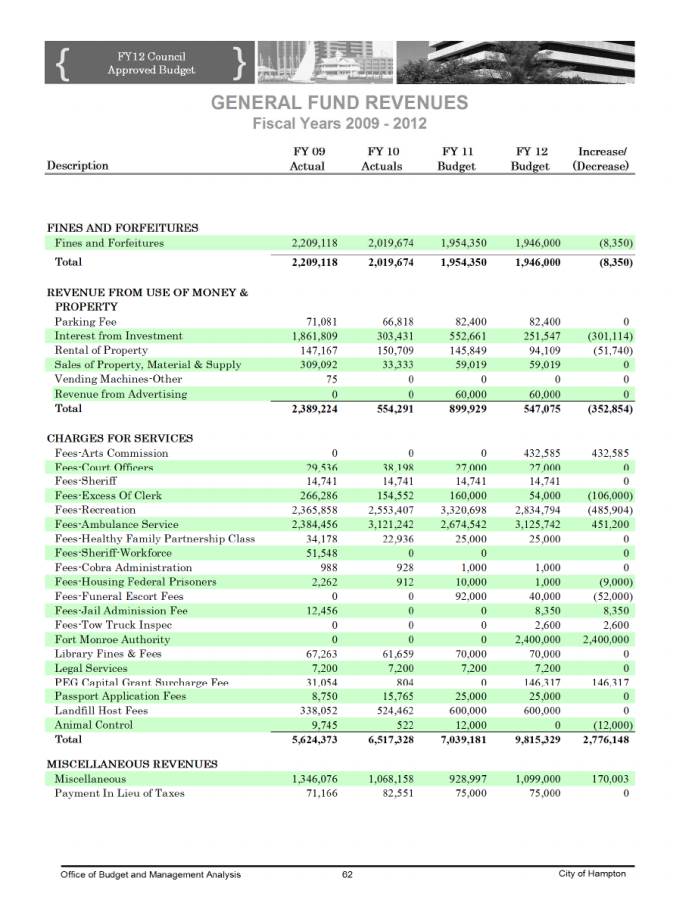 FY12 Council
Approved Budget
GENERAL FUND REVENUES
Fiscal Years 2009 - 2012
FY 09 FY 10 FY 11 FY 12 Increase/
Description Actual Actuals Budget Budget (Decrease)
FINES AND FORFEITURES
Fines and Forfeitures 2,209,118 2,019,674 1,954,350 1,946,000 (8,350)
Total 2,209,118 2,019,674 1,954,350 1,946,000 (8,350)
REVENUE FROM USE OF MONEY &
PROPERTY
Parking Fee 71,081 66,818 82,400 82,400 0
Interest from Investment 1,861,809 303,431 552,661 251,547 (301,114)
Rental of Property 147,167 150,709 145,849 94,109 (51,740)
Sales of Property, Material & Supply 309,092 33,333 59,019 59,019 0
Vending Machines-Other 75 0 0 0 0
Revenue from Advertising 0 0 60,000 60,000 0
Total 2,389,224 554,291 899,929 547,075 (352,854)
CHARGES FOR SERVICES
Fees-Arts Commission 0 0 0 432,585 432,585
Fees-Court Officers 29,536 38,198 27,000 27,000 0
Fees-Sheriff 14,741 14,741 14,741 14,741 0
Fees-Excess Of Clerk 266,286 154,552 160,000 54,000 (106,000)
Fees-Recreation 2,365,858 2,553,407 3,320,698 2,834,794 (485,904)
Fees-Ambulance Service 2,384,456 3,121,242 2,674,542 3,125,742 451,200
Fees-Healthy Family Partnership Class 34,178 22,936 25,000 25,000 0
Fees-Sheriff-Workforce 51,548 0 0 0
Fees-Cobra Administration 988 928 1,000 1,000 0
Fees-Housing Federal Prisoners 2,262 912 10,000 1,000 (9,000)
Fees-Funeral Escort Fees 0 0 92,000 40,000 (52,000)
Fees-Jail Adminission Fee 12,456 0 0 8,350 8,350
Fees-Tow Truck Inspec 0 0 0 2,600 2,600
Fort Monroe Authority 0 0 0 2,400,000 2,400,000
Library Fines & Fees 67,263 61,659 70,000 70,000 0
Legal Services 7,200 7,200 7,200 7,200 0
PEG Capital Grant Surcharge Fee 31,054 804 0 146,317 146,317
Passport Application Fees 8,750 15,765 25,000 25,000 0
Landfill Host Fees 338,052 524,462 600,000 600,000 0
Animal Control 9,745 522 12,000 0 (12,000)
Total 5,624,373 6,517,328 7,039,181 9,815,329 2,776,148
MISCELLANEOUS REVENUES
Miscellaneous 1,346,076 1,068,158 928,997 1,099,000 170,003
Payment In Lieu of Taxes 71,166 82,551 75,000 75,000 0
Office of Budget and Management Analysis 62 City of Hampton